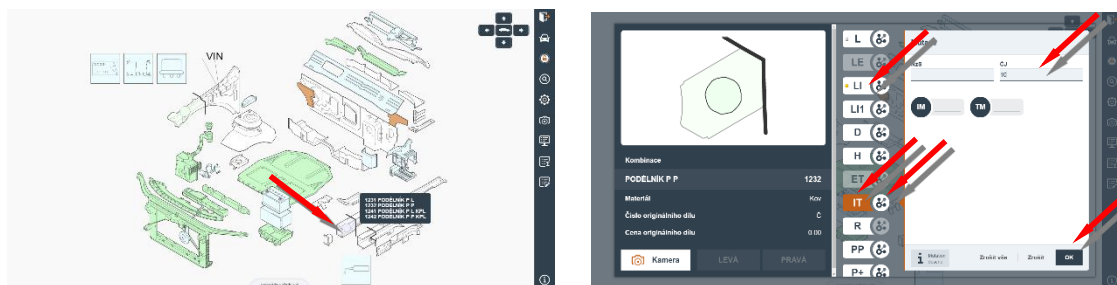 VIN
1231 PODÉLNÍK P L
1232 PODÉLNÍK P P
1241 PODÉLNÍK P L KPL
1242 PODÉLNÍK P P KPL
Kombinace
PODÉLNÍK P P 1232
Materiál Kov
Číslo originálního dílu Č
Cena originálního dílu 0.00
Kamera LEVÁ PRAVÁ
L
LE
LI
LI1
D
H
ET
IT
R
PP
P+
ČJ
10
IM TM
Zrušit vše Zrušit OK